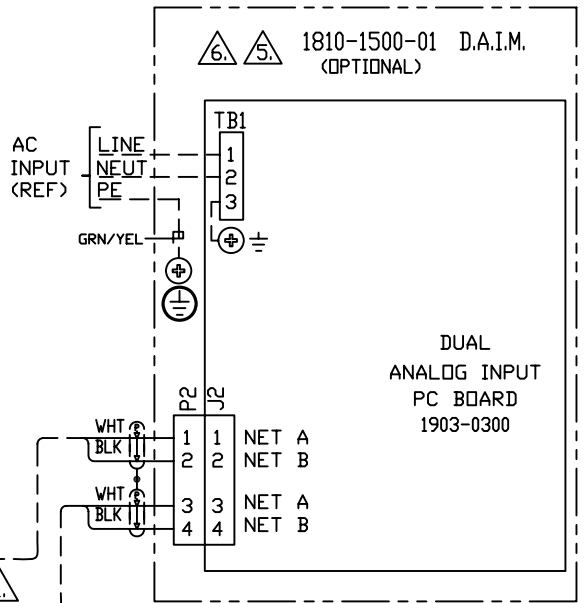 6. 5. 1810-1500-01 D.A.I.M.
(OPTIONAL)
TB1
AC
INPUT
(REF)
LINE
NEUT
PE
1
2
3
GRN/YEL
DUAL
ANALOG INPUT
PC BOARD
1903-0300
P2 J2
WHT P 1 1 NET A
BLK 2 2 NET B
WHT P 3 3 NET A
BLK 4 4 NET B